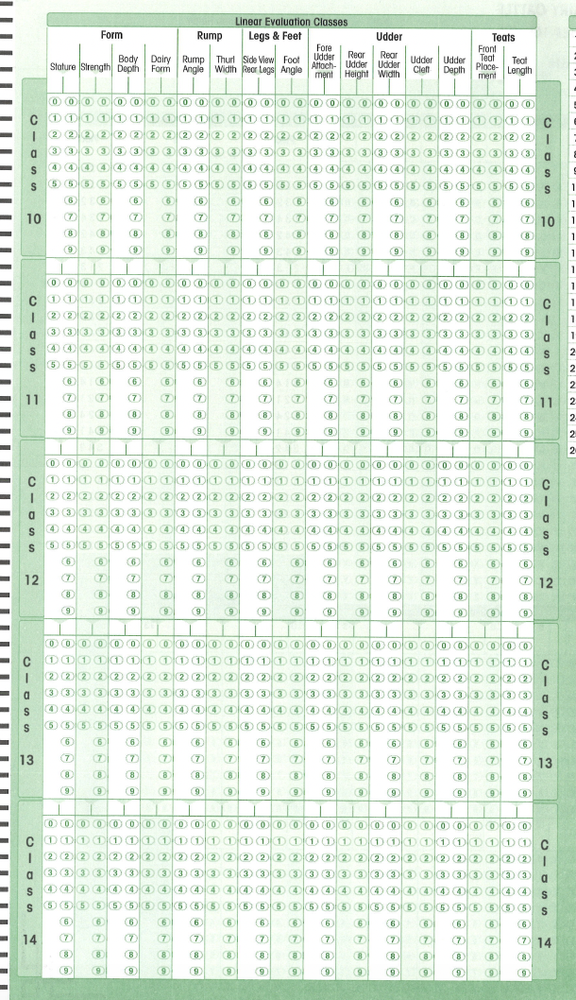 Linear Evaluation Classes
Form Rump Legs & Feet Udder Teats
Stature Strength Body Depth Dairy Form Rump Angle Thurl Width Side View Rear Legs Foot Angle Fore Udder Attach-ment Rear Udder Height Rear Udder Width Udder Cleft Udder Depth Front Teat Place-ment Teat Length
Class 10 Class 10
0 0 0 0 0 0 0 0 0 0 0 0 0 0 0 0 0 0 0 0 0 0 0 0 0 0 0 0 0 0
1 1 1 1 1 1 1 1 1 1 1 1 1 1 1 1 1 1 1 1 1 1 1 1 1 1 1 1 1 1
2 2 2 2 2 2 2 2 2 2 2 2 2 2 2 2 2 2 2 2 2 2 2 2 2 2 2 2 2 2
3 3 3 3 3 3 3 3 3 3 3 3 3 3 3 3 3 3 3 3 3 3 3 3 3 3 3 3 3 3
4 4 4 4 4 4 4 4 4 4 4 4 4 4 4 4 4 4 4 4 4 4 4 4 4 4 4 4 4 4
5 5 5 5 5 5 5 5 5 5 5 5 5 5 5 5 5 5 5 5 5 5 5 5 5 5 5 5 5 5
6 6 6 6 6 6 6 6 6 6 6 6 6 6 6
7 7 7 7 7 7 7 7 7 7 7 7 7 7 7
8 8 8 8 8 8 8 8 8 8 8 8 8 8 8
9 9 9 9 9 9 9 9 9 9 9 9 9 9 9
Class 11 Class 11
0 0 0 0 0 0 0 0 0 0 0 0 0 0 0 0 0 0 0 0 0 0 0 0 0 0 0 0 0 0
1 1 1 1 1 1 1 1 1 1 1 1 1 1 1 1 1 1 1 1 1 1 1 1 1 1 1 1 1 1
2 2 2 2 2 2 2 2 2 2 2 2 2 2 2 2 2 2 2 2 2 2 2 2 2 2 2 2 2 2
3 3 3 3 3 3 3 3 3 3 3 3 3 3 3 3 3 3 3 3 3 3 3 3 3 3 3 3 3 3
4 4 4 4 4 4 4 4 4 4 4 4 4 4 4 4 4 4 4 4 4 4 4 4 4 4 4 4 4 4
5 5 5 5 5 5 5 5 5 5 5 5 5 5 5 5 5 5 5 5 5 5 5 5 5 5 5 5 5 5
6 6 6 6 6 6 6 6 6 6 6 6 6 6 6
7 7 7 7 7 7 7 7 7 7 7 7 7 7 7
8 8 8 8 8 8 8 8 8 8 8 8 8 8 8
9 9 9 9 9 9 9 9 9 9 9 9 9 9 9
Class 12 Class 12
0 0 0 0 0 0 0 0 0 0 0 0 0 0 0 0 0 0 0 0 0 0 0 0 0 0 0 0 0 0
1 1 1 1 1 1 1 1 1 1 1 1 1 1 1 1 1 1 1 1 1 1 1 1 1 1 1 1 1 1
2 2 2 2 2 2 2 2 2 2 2 2 2 2 2 2 2 2 2 2 2 2 2 2 2 2 2 2 2 2
3 3 3 3 3 3 3 3 3 3 3 3 3 3 3 3 3 3 3 3 3 3 3 3 3 3 3 3 3 3
4 4 4 4 4 4 4 4 4 4 4 4 4 4 4 4 4 4 4 4 4 4 4 4 4 4 4 4 4 4
5 5 5 5 5 5 5 5 5 5 5 5 5 5 5 5 5 5 5 5 5 5 5 5 5 5 5 5 5 5
6 6 6 6 6 6 6 6 6 6 6 6 6 6 6
7 7 7 7 7 7 7 7 7 7 7 7 7 7 7
8 8 8 8 8 8 8 8 8 8 8 8 8 8 8
9 9 9 9 9 9 9 9 9 9 9 9 9 9 9
Class 13 Class 13
0 0 0 0 0 0 0 0 0 0 0 0 0 0 0 0 0 0 0 0 0 0 0 0 0 0 0 0 0 0
1 1 1 1 1 1 1 1 1 1 1 1 1 1 1 1 1 1 1 1 1 1 1 1 1 1 1 1 1 1
2 2 2 2 2 2 2 2 2 2 2 2 2 2 2 2 2 2 2 2 2 2 2 2 2 2 2 2 2 2
3 3 3 3 3 3 3 3 3 3 3 3 3 3 3 3 3 3 3 3 3 3 3 3 3 3 3 3 3 3
4 4 4 4 4 4 4 4 4 4 4 4 4 4 4 4 4 4 4 4 4 4 4 4 4 4 4 4 4 4
5 5 5 5 5 5 5 5 5 5 5 5 5 5 5 5 5 5 5 5 5 5 5 5 5 5 5 5 5 5
6 6 6 6 6 6 6 6 6 6 6 6 6 6 6
7 7 7 7 7 7 7 7 7 7 7 7 7 7 7
8 8 8 8 8 8 8 8 8 8 8 8 8 8 8
9 9 9 9 9 9 9 9 9 9 9 9 9 9 9
Class 14 Class 14
0 0 0 0 0 0 0 0 0 0 0 0 0 0 0 0 0 0 0 0 0 0 0 0 0 0 0 0 0 0
1 1 1 1 1 1 1 1 1 1 1 1 1 1 1 1 1 1 1 1 1 1 1 1 1 1 1 1 1 1
2 2 2 2 2 2 2 2 2 2 2 2 2 2 2 2 2 2 2 2 2 2 2 2 2 2 2 2 2 2
3 3 3 3 3 3 3 3 3 3 3 3 3 3 3 3 3 3 3 3 3 3 3 3 3 3 3 3 3 3
4 4 4 4 4 4 4 4 4 4 4 4 4 4 4 4 4 4 4 4 4 4 4 4 4 4 4 4 4 4
5 5 5 5 5 5 5 5 5 5 5 5 5 5 5 5 5 5 5 5 5 5 5 5 5 5 5 5 5 5
6 6 6 6 6 6 6 6 6 6 6 6 6 6 6
7 7 7 7 7 7 7 7 7 7 7 7 7 7 7
8 8 8 8 8 8 8 8 8 8 8 8 8 8 8
9 9 9 9 9 9 9 9 9 9 9 9 9 9 9